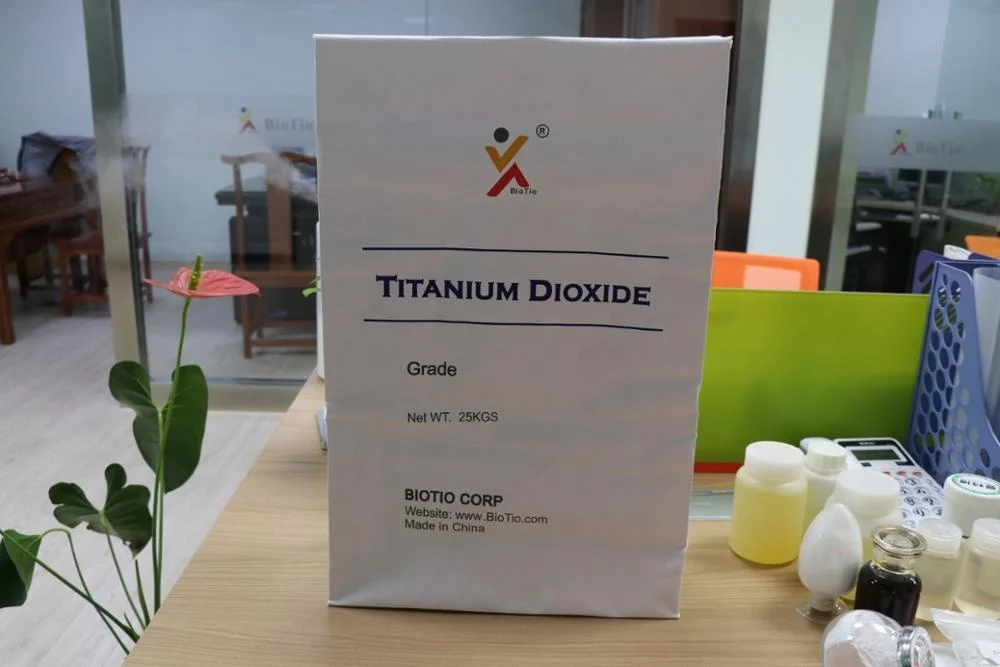 BioTio
BioTio
®
BioTio
TITANIUM DIOXIDE
Grade
Net WT. 25KGS
BIOTIO CORP
Website: www.BioTio.com
Made in China